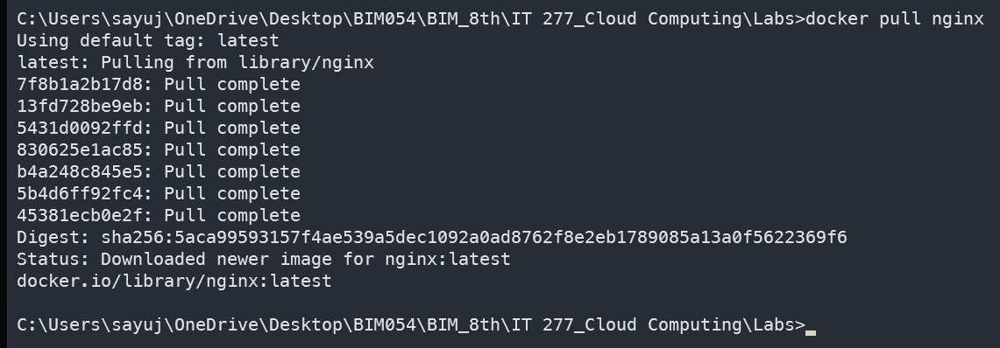 C:\Users\sayuj\OneDrive\Desktop\BIM054\BIM_8th\IT 277_Cloud Computing\Labs>docker pull nginx
Using default tag: latest
latest: Pulling from library/nginx
7f8b1a2b17d8: Pull complete
13fd728be9eb: Pull complete
5431d0092ffd: Pull complete
830625e1ac85: Pull complete
b4a248c845e5: Pull complete
5b4d6ff92fc4: Pull complete
45381ecb0e2f: Pull complete
Digest: sha256:5aca99593157f4ae539a5dec1092a0ad8762f8e2eb1789085a13a0f5622369f6
Status: Downloaded newer image for nginx:latest
docker.io/library/nginx:latest
C:\Users\sayuj\OneDrive\Desktop\BIM054\BIM_8th\IT 277_Cloud Computing\Labs>